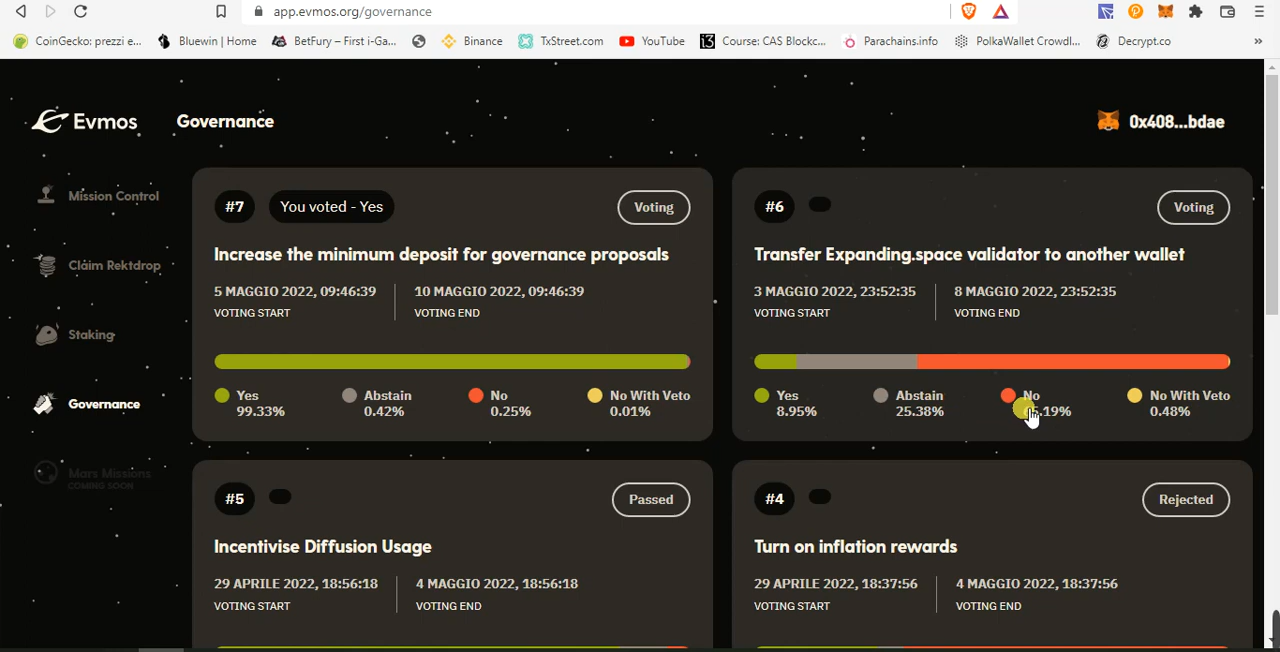 app.evmos.org/governance
CoinGecko: prezzi e...
Bluewin | Home
BetFury – First i-Ga...
Binance
TxStreet.com
YouTube
Course: CAS Blockc...
Parachains.info
PolkaWallet Crowdl...
Decrypt.co
»
Evmos
Governance
0x408...bdae
Mission Control
Claim Rektdrop
Staking
Governance
Mars Missions
COMING SOON
#7
You voted - Yes
Voting
Increase the minimum deposit for governance proposals
5 MAGGIO 2022, 09:46:39
VOTING START
10 MAGGIO 2022, 09:46:39
VOTING END
Yes
99.33%
Abstain
0.42%
No
0.25%
No With Veto
0.01%
#6
Voting
Transfer Expanding.space validator to another wallet
3 MAGGIO 2022, 23:52:35
VOTING START
8 MAGGIO 2022, 23:52:35
VOTING END
Yes
8.95%
Abstain
25.38%
No
No With Veto
0.48%
#5
Passed
Incentivise Diffusion Usage
29 APRILE 2022, 18:56:18
VOTING START
4 MAGGIO 2022, 18:56:18
VOTING END
#4
Rejected
Turn on inflation rewards
29 APRILE 2022, 18:37:56
VOTING START
4 MAGGIO 2022, 18:37:56
VOTING END